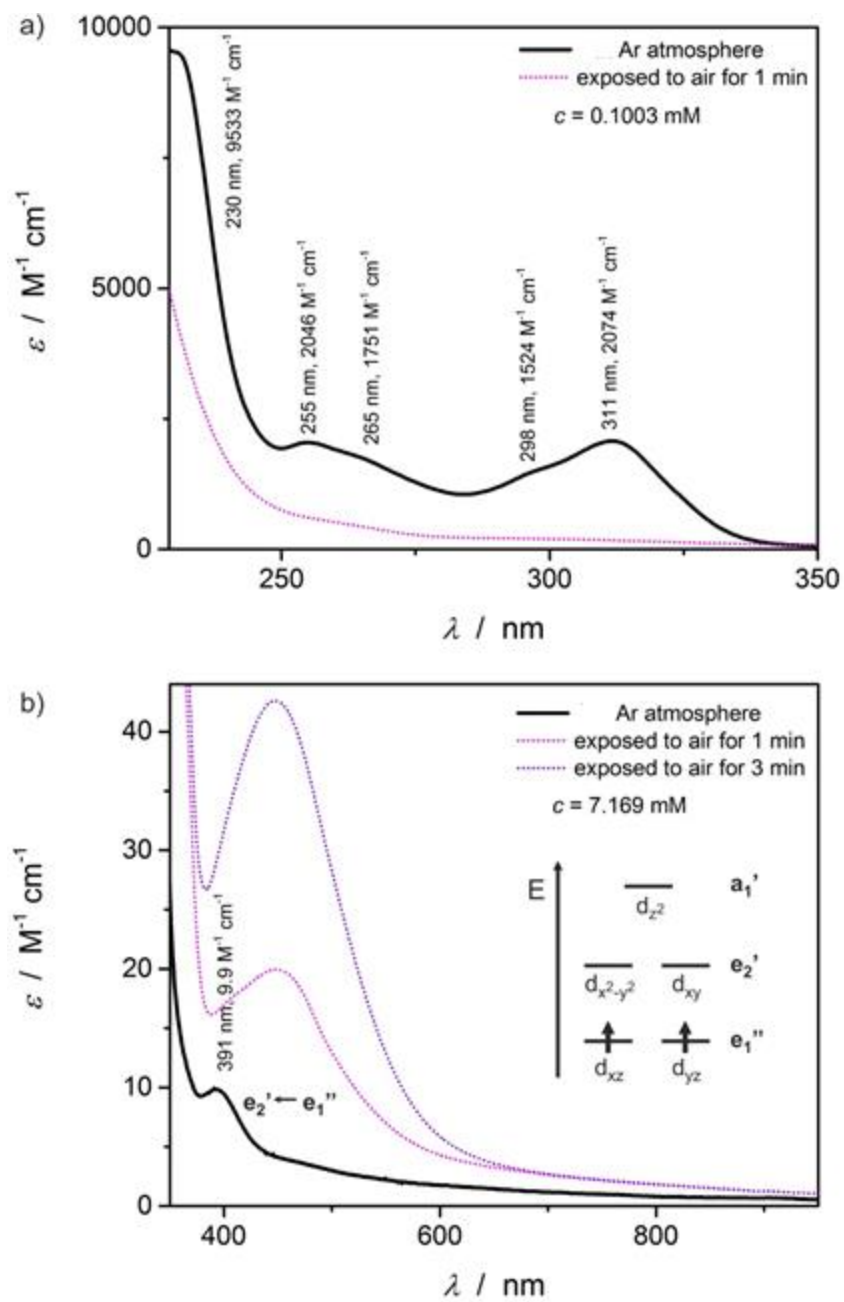 a)
10000
5000
0
ε / M⁻¹ cm⁻¹
230 nm, 9533 M⁻¹ cm⁻¹
255 nm, 2046 M⁻¹ cm⁻¹
265 nm, 1751 M⁻¹ cm⁻¹
298 nm, 1524 M⁻¹ cm⁻¹
311 nm, 2074 M⁻¹ cm⁻¹
Ar atmosphere
exposed to air for 1 min
c = 0.1003 mM
250 300 350
λ / nm
b)
40
30
20
10
0
ε / M⁻¹ cm⁻¹
391 nm, 9.9 M⁻¹ cm⁻¹
e₂' ← e₁''
Ar atmosphere
exposed to air for 1 min
exposed to air for 3 min
c = 7.169 mM
E
a₁'
d_z²
e₂'
d_x²-y² d_xy
e₁''
d_xz d_yz
400 600 800
λ / nm